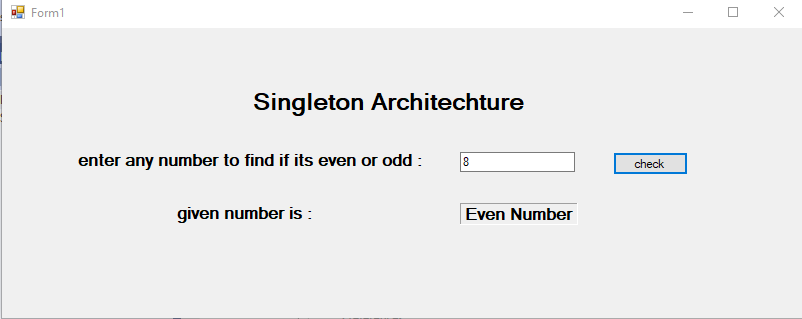 Form1
Singleton Architechture
enter any number to find if its even or odd :
8
check
given number is :
Even Number